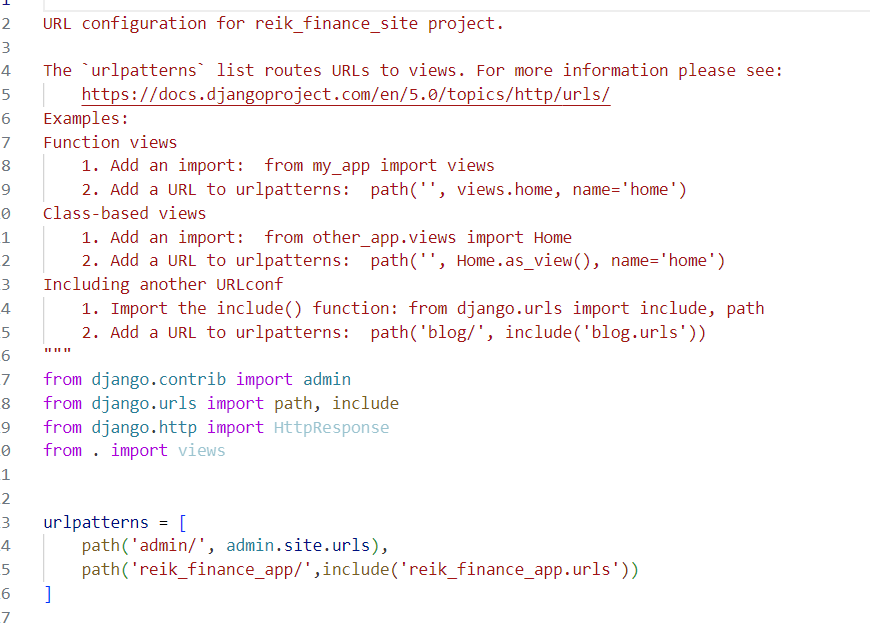 1
2 URL configuration for reik_finance_site project.
3
4 The `urlpatterns` list routes URLs to views. For more information please see:
5 https://docs.djangoproject.com/en/5.0/topics/http/urls/
6 Examples:
7 Function views
8 1. Add an import:  from my_app import views
9 2. Add a URL to urlpatterns:  path('', views.home, name='home')
0 Class-based views
1 1. Add an import:  from other_app.views import Home
2 2. Add a URL to urlpatterns:  path('', Home.as_view(), name='home')
3 Including another URLconf
4 1. Import the include() function: from django.urls import include, path
5 2. Add a URL to urlpatterns:  path('blog/', include('blog.urls'))
6 """
7 from django.contrib import admin
8 from django.urls import path, include
9 from django.http import HttpResponse
0 from . import views
1
2
3 urlpatterns = [
4 path('admin/', admin.site.urls),
5 path('reik_finance_app/',include('reik_finance_app.urls'))
6 ]
7